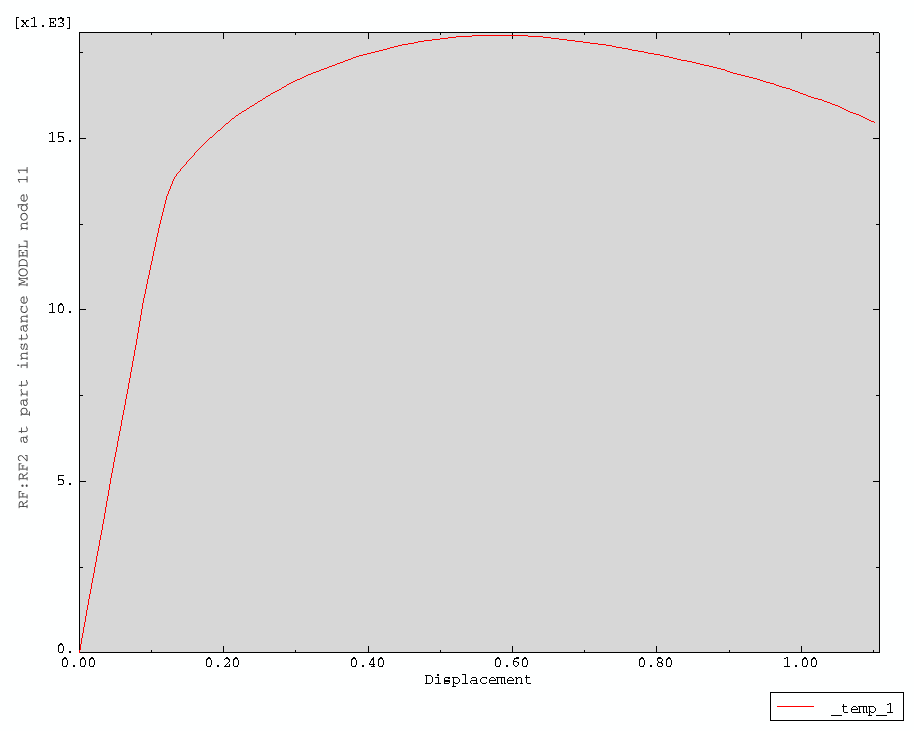 [x1.E3]
15.
10.
5.
0.
RF:RF2 at part instance MODEL node 11
0.00 0.20 0.40 0.60 0.80 1.00
Displacement
_temp_1